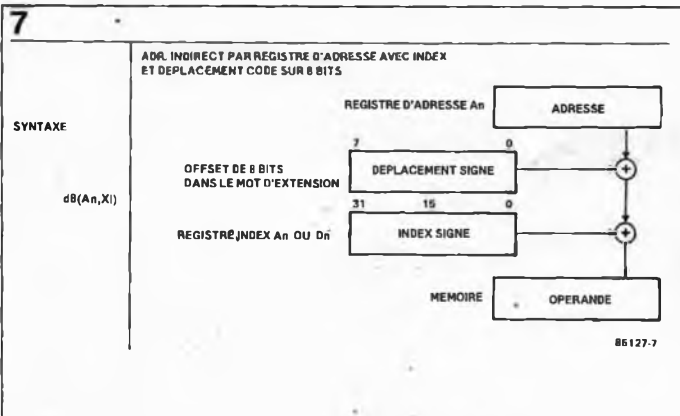 7
ADR. INDIRECT PAR REGISTRE D'ADRESSE AVEC INDEX
ET DEPLACEMENT CODE SUR 8 BITS
REGISTRE D'ADRESSE An
ADRESSE
SYNTAXE
7 0
OFFSET DE 8 BITS
DANS LE MOT D'EXTENSION
DEPLACEMENT SIGNE
+
d8(An,Xi)
31 15 0
REGISTRE,INDEX An OU Dn
INDEX SIGNE
+
MEMOIRE
OPERANDE
86127-7